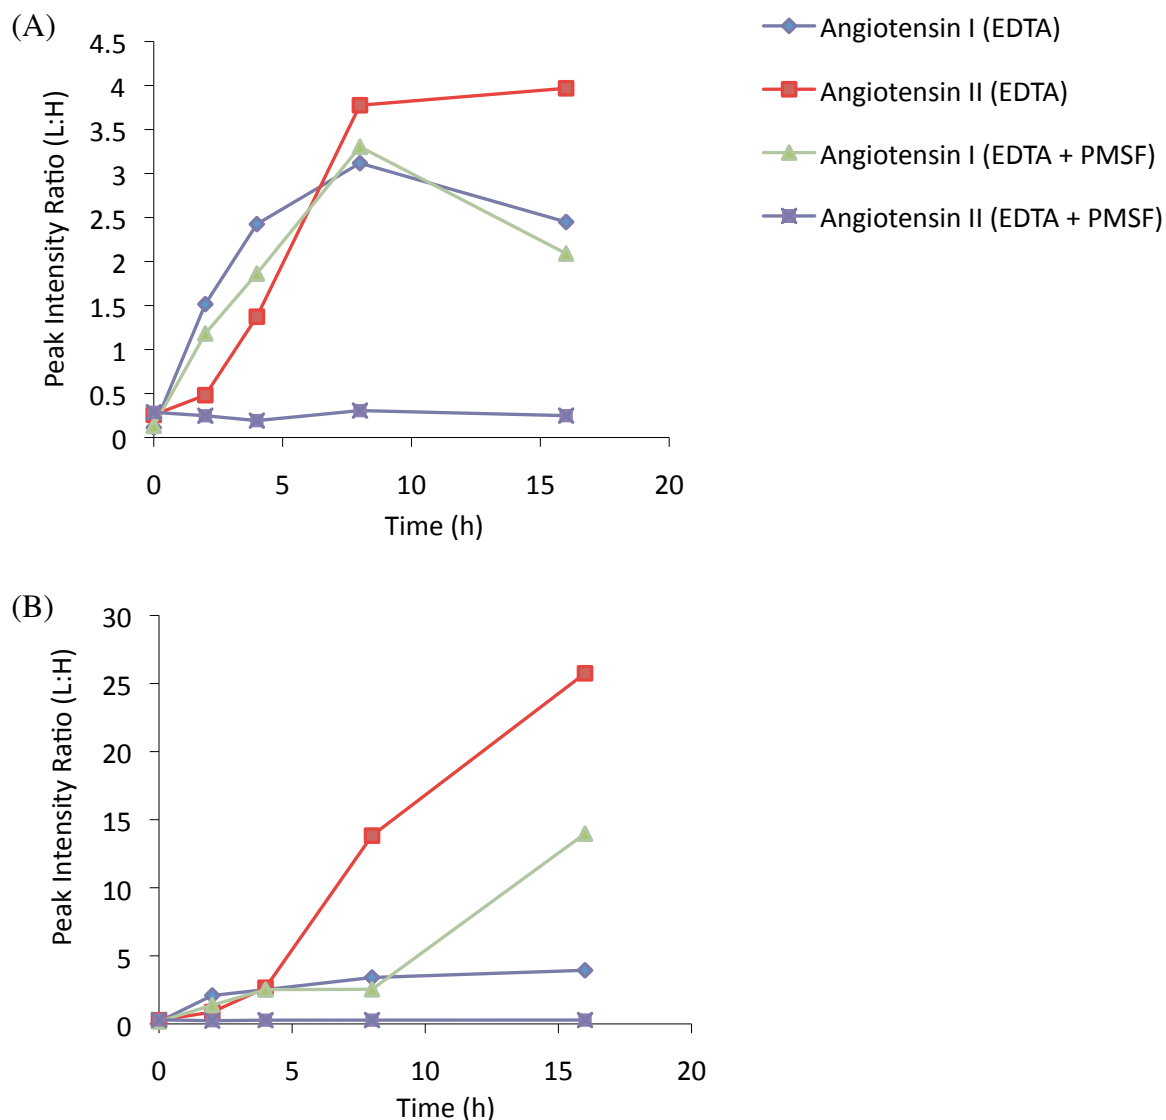 (A)
4.5
4
3.5
3
2.5
2
1.5
1
0.5
0
Peak Intensity Ratio (L:H)
0 5 10 15 20
Time (h)
Angiotensin I (EDTA)
Angiotensin II (EDTA)
Angiotensin I (EDTA + PMSF)
Angiotensin II (EDTA + PMSF)
(B)
30
25
20
15
10
5
0
Peak Intensity Ratio (L:H)
0 5 10 15 20
Time (h)